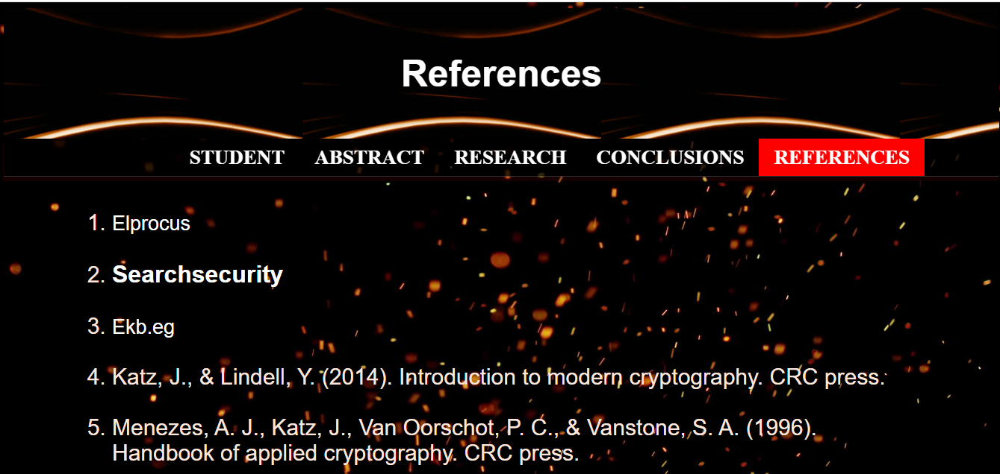 References
STUDENT ABSTRACT RESEARCH CONCLUSIONS REFERENCES
1. Elprocus
2. Searchsecurity
3. Ekb.eg
4. Katz, J., & Lindell, Y. (2014). Introduction to modern cryptography. CRC press.
5. Menezes, A. J., Katz, J., Van Oorschot, P. C., & Vanstone, S. A. (1996).
Handbook of applied cryptography. CRC press.